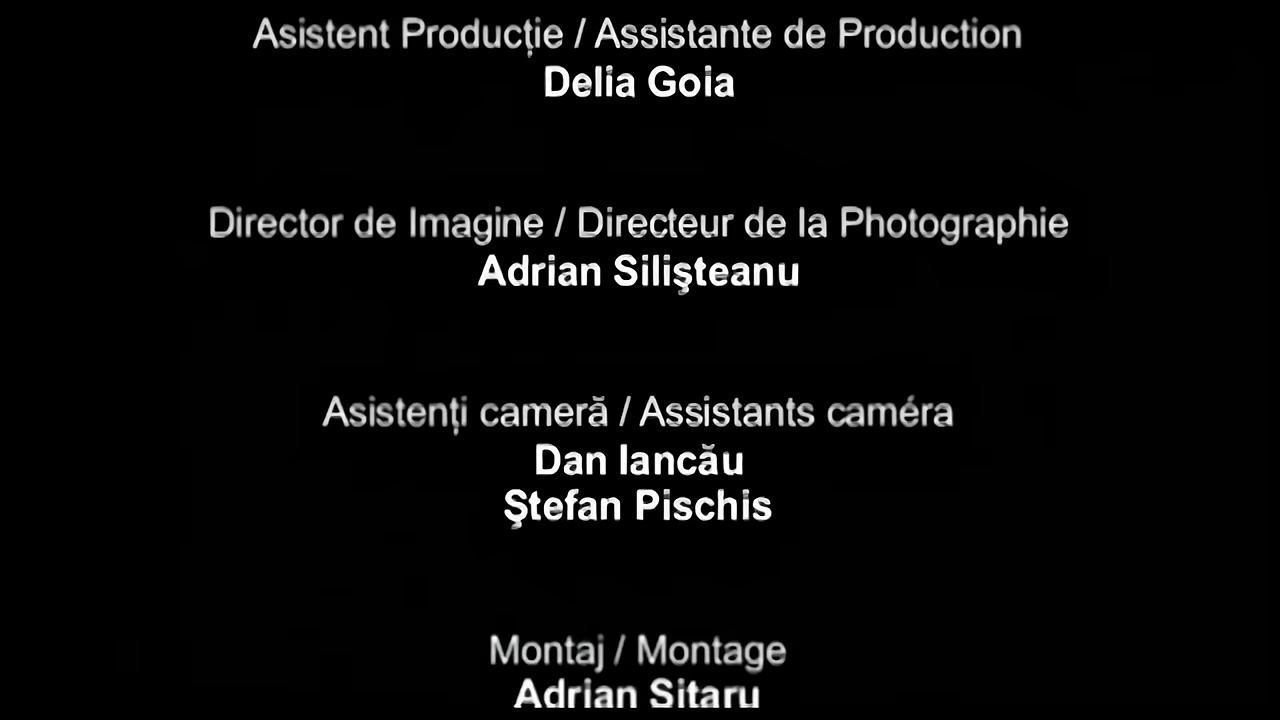 Asistent Producție / Assistante de Production
Delia Goia
Director de Imagine / Directeur de la Photographie
Adrian Silişteanu
Asistenți cameră / Assistants caméra
Dan Iancău
Ştefan Pischis
Montaj / Montage
Adrian Sitaru